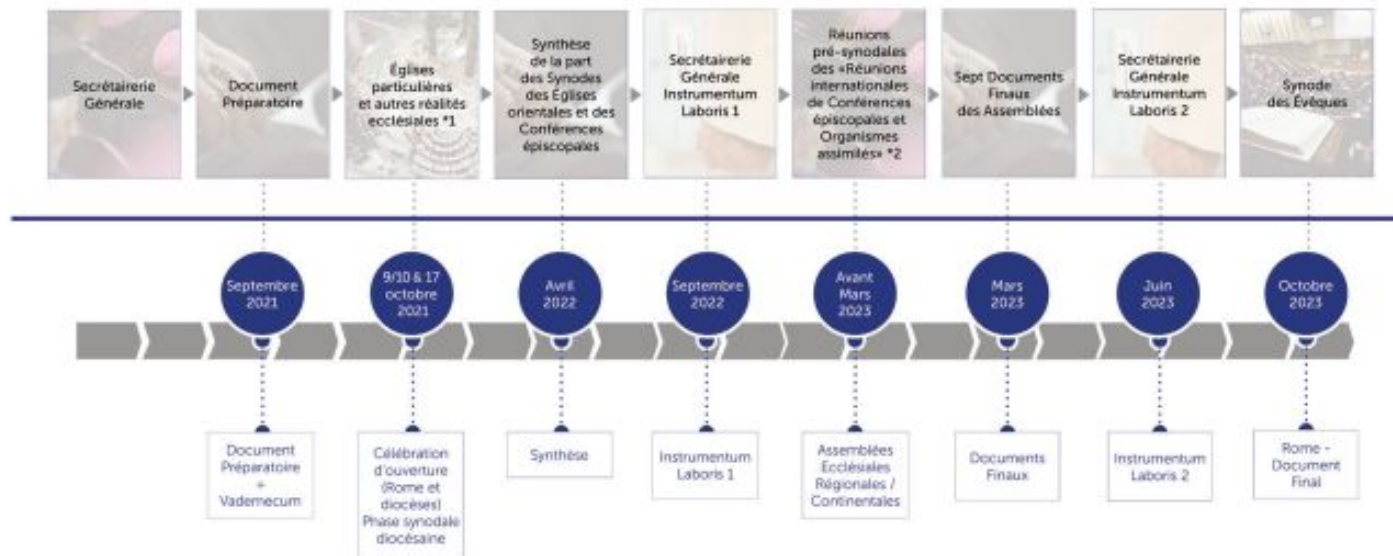 Secrétairerie
Générale
Document
Préparatoire
Églises
particulières
et autres réalités
ecclésiales *1
Synthèse
de la part
des Synodes
des Églises
orientales et des
Conférences
épiscopales
Secrétairerie
Générale
Instrumentum
Laboris 1
Réunions
pré-synodales
des «Réunions
internationales
de Conférences
épiscopales et
Organismes
assimilés» *2
Sept Documents
Finaux
des Assemblées
Secrétairerie
Générale
Instrumentum
Laboris 2
Synode
des Évêques
Septembre
2021
9/10 & 17
octobre
2021
Avril
2022
Septembre
2022
Avant
Mars
2023
Mars
2023
Juin
2023
Octobre
2023
Document
Préparatoire
+
Vademecum
Célébration
d'ouverture
(Rome et
diocèses)
Phase synodale
diocésaine
Synthèse
Instrumentum
Laboris 1
Assemblées
Ecclésiales
Régionales /
Continentales
Documents
Finaux
Instrumentum
Laboris 2
Rome -
Document
Final